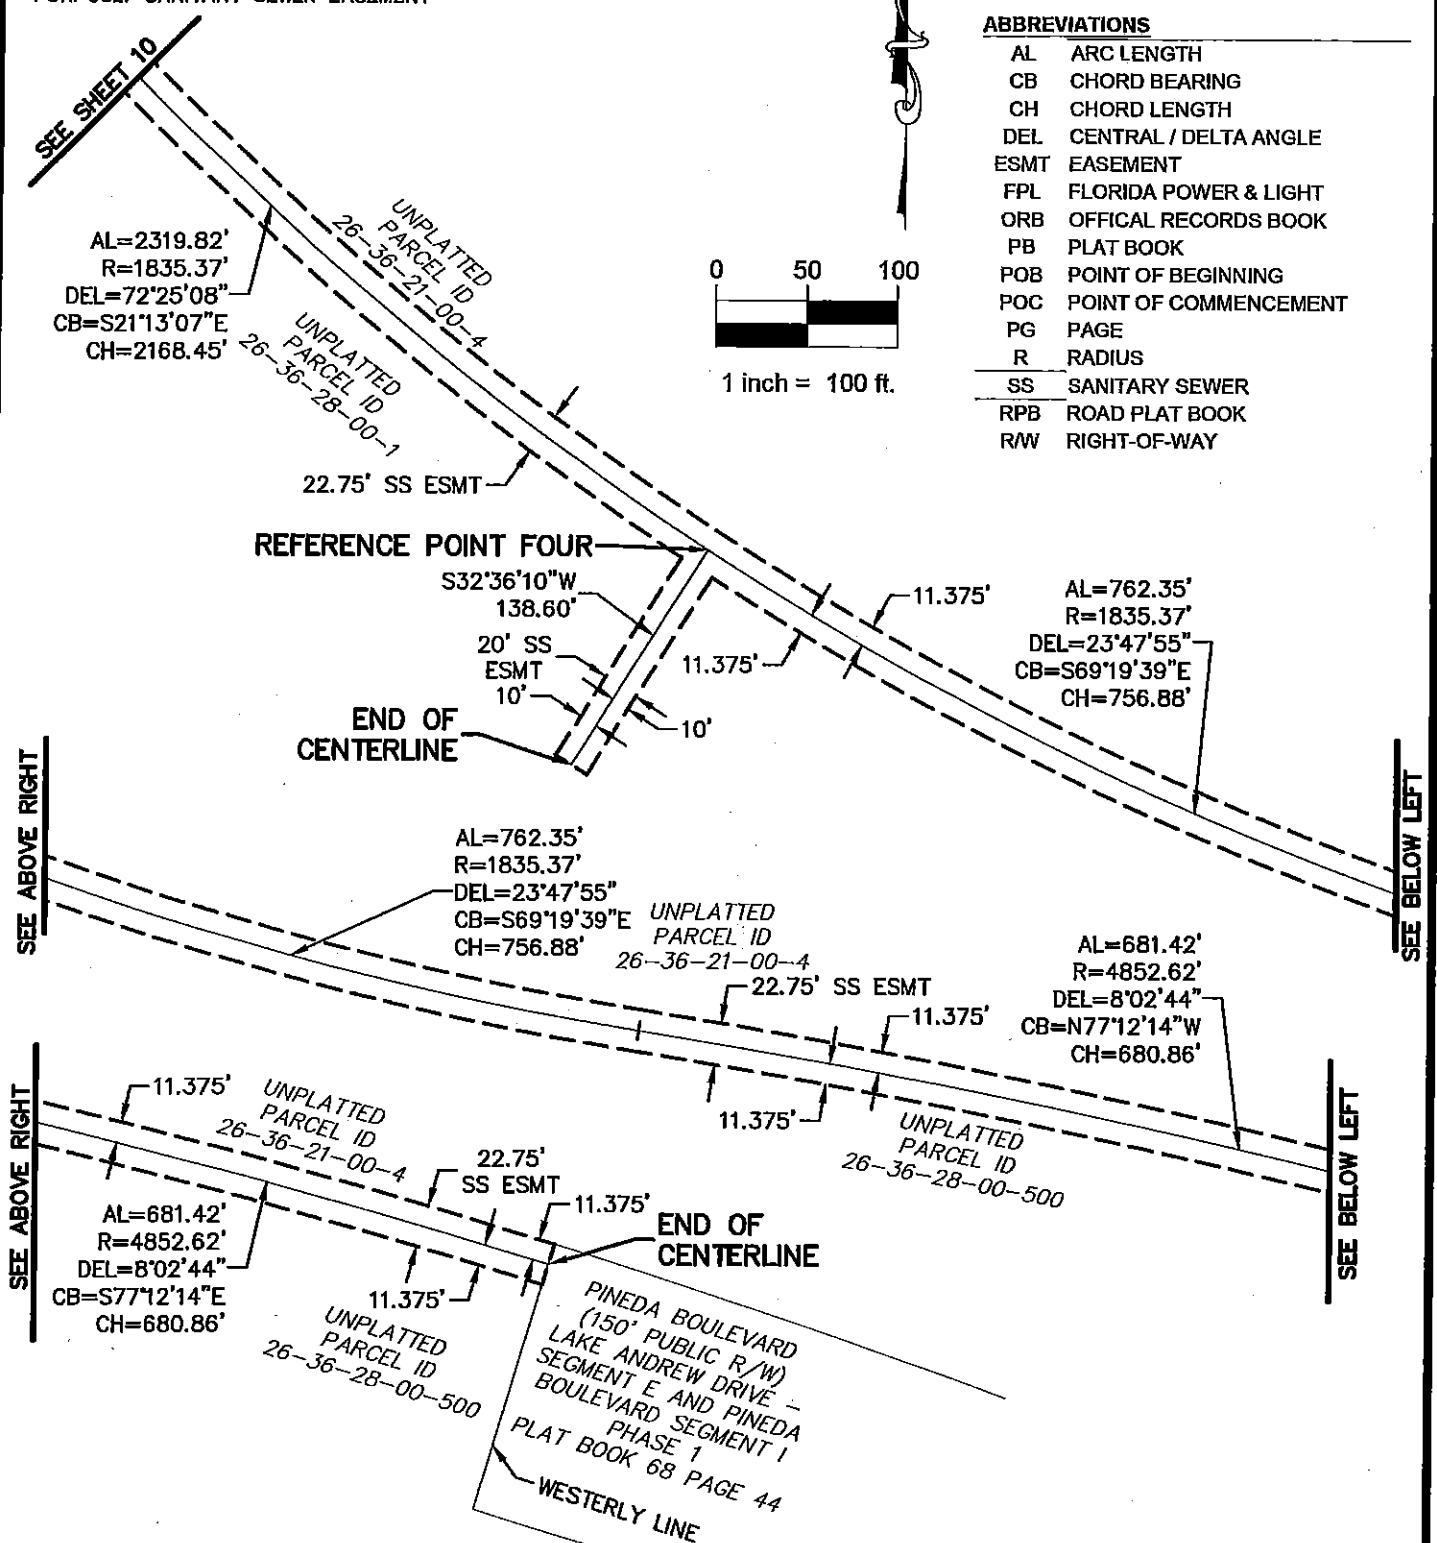 ABBREVIATIONS
AL ARC LENGTH
CB CHORD BEARING
CH CHORD LENGTH
DEL CENTRAL / DELTA ANGLE
ESMT EASEMENT
FPL FLORIDA POWER & LIGHT
ORB OFFICAL RECORDS BOOK
PB PLAT BOOK
POB POINT OF BEGINNING
POC POINT OF COMMENCEMENT
PG PAGE
R RADIUS
SS SANITARY SEWER
RPB ROAD PLAT BOOK
R/W RIGHT-OF-WAY
SEE SHEET 10
AL=2319.82'
R=1835.37'
DEL=72°25'08"
CB=S21°13'07"E
CH=2168.45'
UNPLATTED
PARCEL ID
26-36-21-00-4
UNPLATTED
PARCEL ID
26-36-28-00-1
0 50 100
1 inch = 100 ft.
22.75' SS ESMT
REFERENCE POINT FOUR
S32°36'10"W
138.60'
20' SS
ESMT
10'
10'
END OF
CENTERLINE
11.375'
11.375'
AL=762.35'
R=1835.37'
DEL=23°47'55"
CB=S69°19'39"E
CH=756.88'
SEE BELOW LEFT
SEE ABOVE RIGHT
AL=762.35'
R=1835.37'
DEL=23°47'55"
CB=S69°19'39"E
CH=756.88'
UNPLATTED
PARCEL ID
26-36-21-00-4
22.75' SS ESMT
11.375'
11.375'
AL=681.42'
R=4852.62'
DEL=8°02'44"
CB=N77°12'14"W
CH=680.86'
UNPLATTED
PARCEL ID
26-36-28-00-500
SEE BELOW LEFT
SEE ABOVE RIGHT
11.375'
UNPLATTED
PARCEL ID
26-36-21-00-4
22.75'
SS ESMT
11.375'
END OF
CENTERLINE
AL=681.42'
R=4852.62'
DEL=8°02'44"
CB=S77°12'14"E
CH=680.86'
11.375'
UNPLATTED
PARCEL ID
26-36-28-00-500
PINEDA BOULEVARD
(150' PUBLIC R/W)
LAKE ANDREW DRIVE -
SEGMENT E AND PINEDA
BOULEVARD SEGMENT I
PHASE 1
PLAT BOOK 68 PAGE 44
WESTERLY LINE